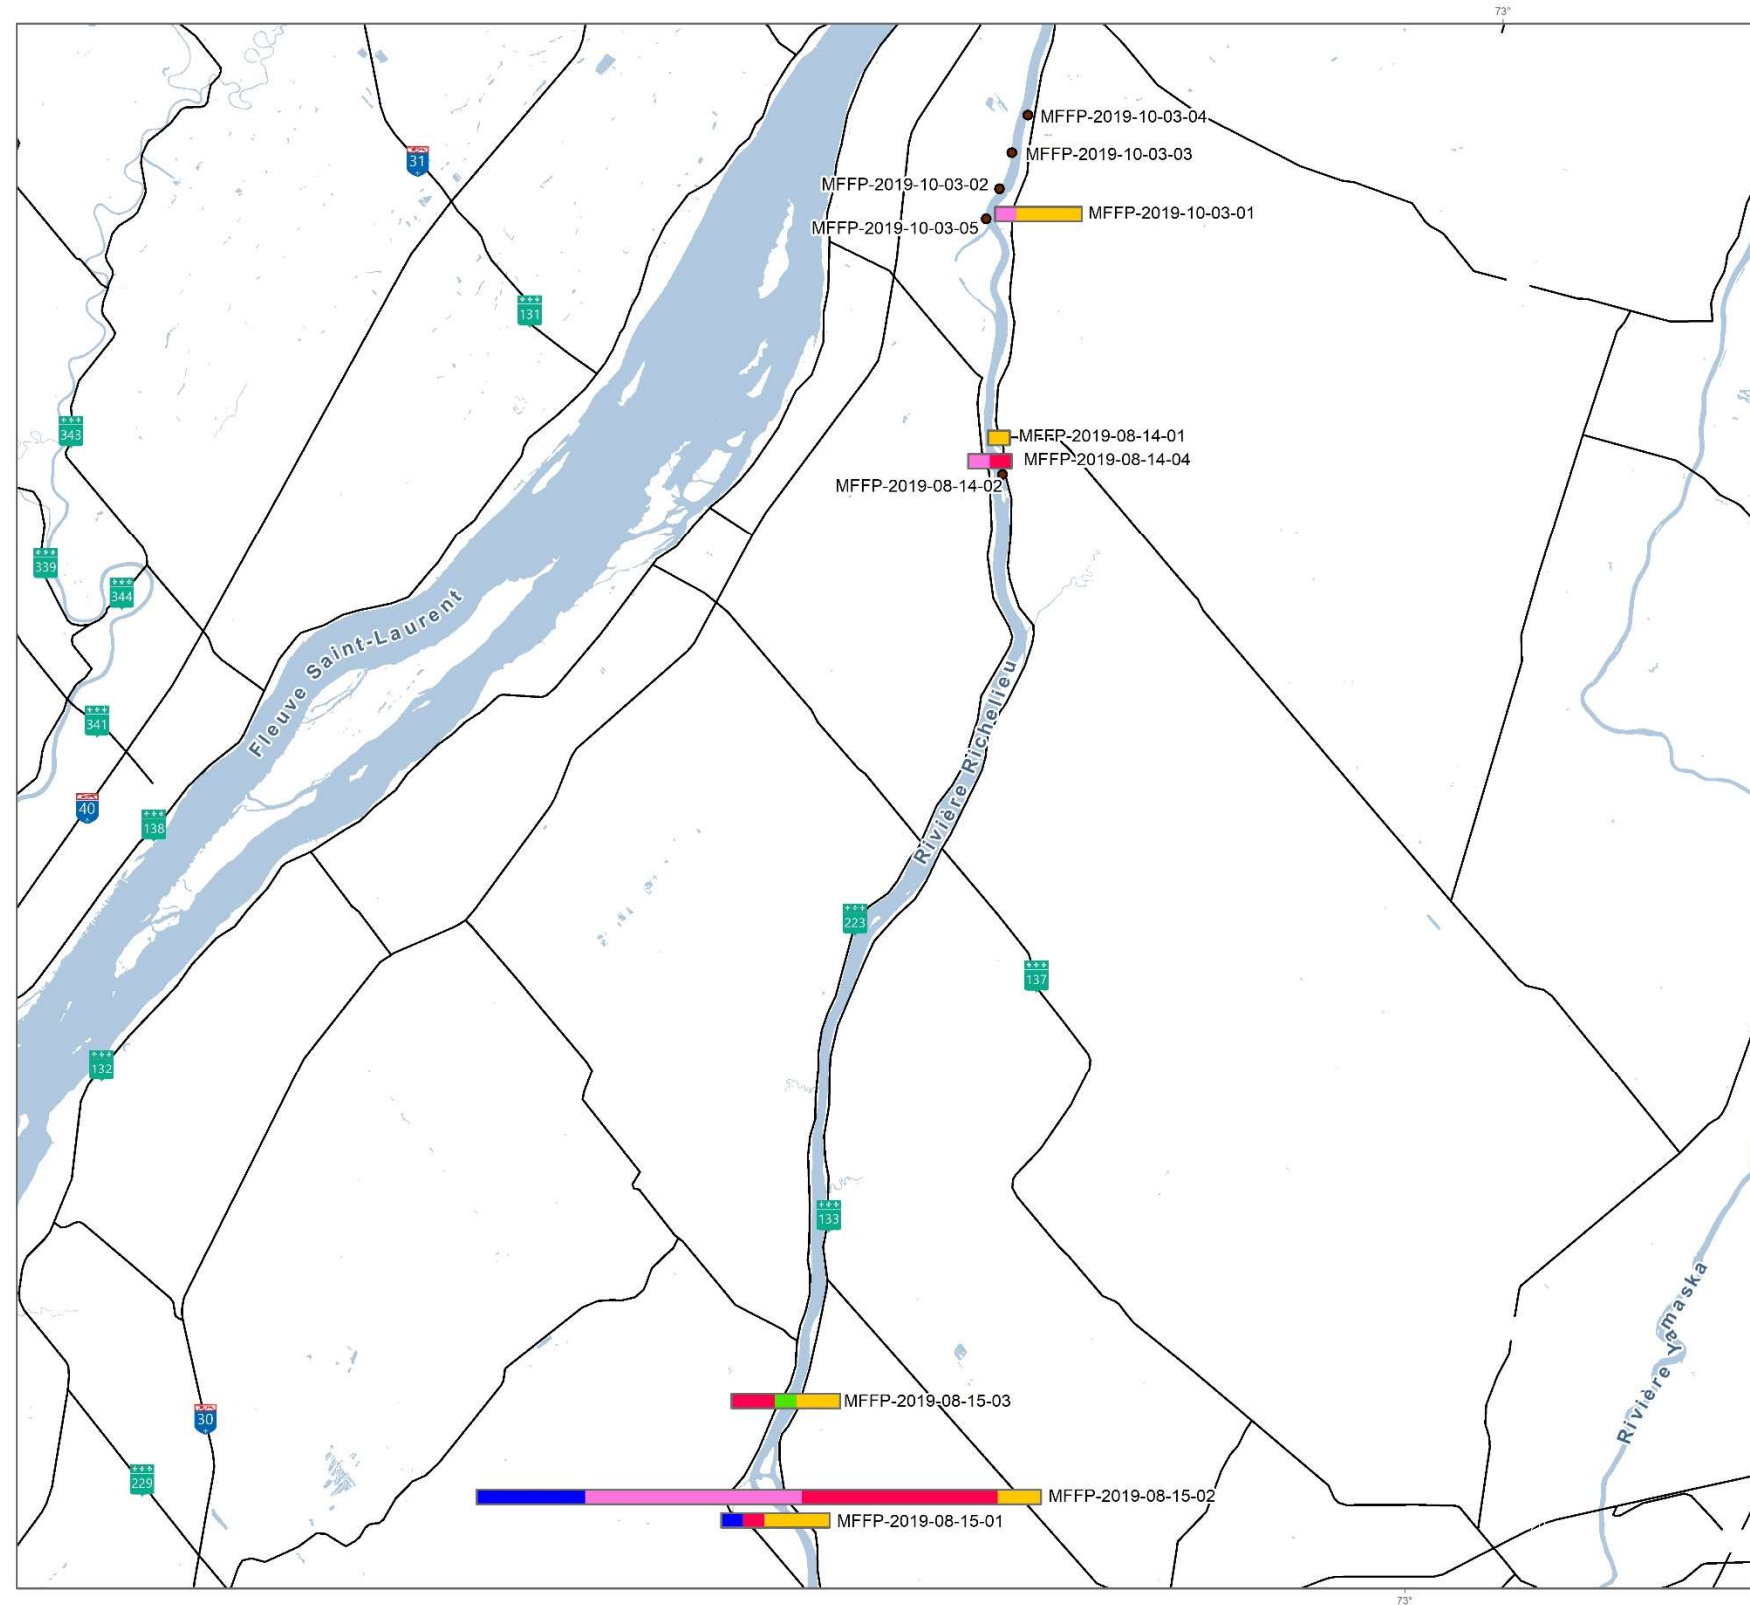 73°
MFFP-2019-10-03-04
31
MFFP-2019-10-03-03
MFFP-2019-10-03-02
MFFP-2019-10-03-01
MFFP-2019-10-03-05
131
343
MFFP-2019-08-14-01
MFFP-2019-08-14-04
MFFP-2019-08-14-02
339
344
Fleuve Saint-Laurent
341
Rivière Richelieu
40
138
223
137
132
133
Rivière Yamaska
MFFP-2019-08-15-03
30
229
MFFP-2019-08-15-02
MFFP-2019-08-15-01
73°